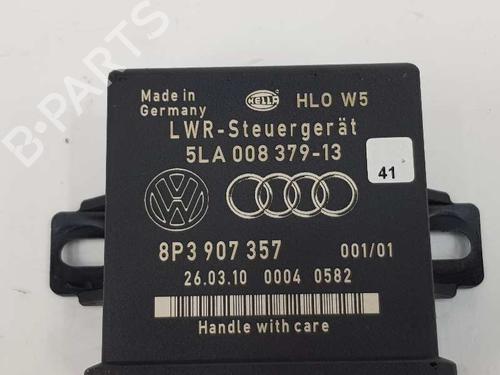 B-PARTS
Made in
Germany
HELLA
HLO W5
LWR-Steuergerät
5LA 008 379-13
41
8P3 907 357
001/01
26.03.10 0004 0582
Handle with care